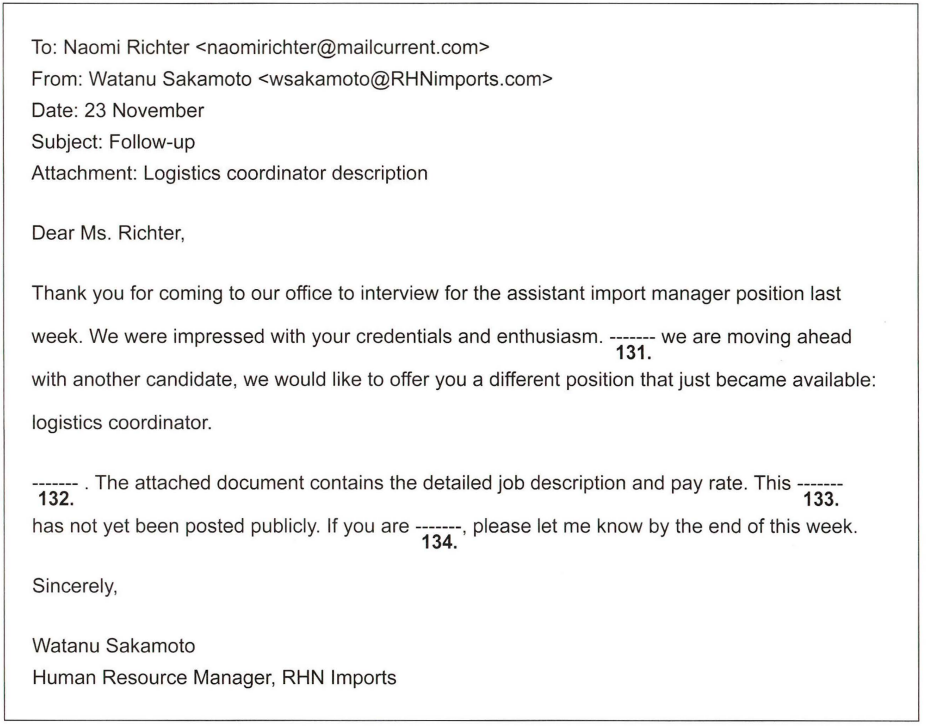 To: Naomi Richter <naomirichter@mailcurrent.com>
From: Watanu Sakamoto <wsakamoto@RHNimports.com>
Date: 23 November
Subject: Follow-up
Attachment: Logistics coordinator description
Dear Ms. Richter,
Thank you for coming to our office to interview for the assistant import manager position last
week. We were impressed with your credentials and enthusiasm. ------- we are moving ahead
131.
with another candidate, we would like to offer you a different position that just became available:
logistics coordinator.
------- . The attached document contains the detailed job description and pay rate. This -------
132. 133.
has not yet been posted publicly. If you are -------, please let me know by the end of this week.
134.
Sincerely,
Watanu Sakamoto
Human Resource Manager, RHN Imports